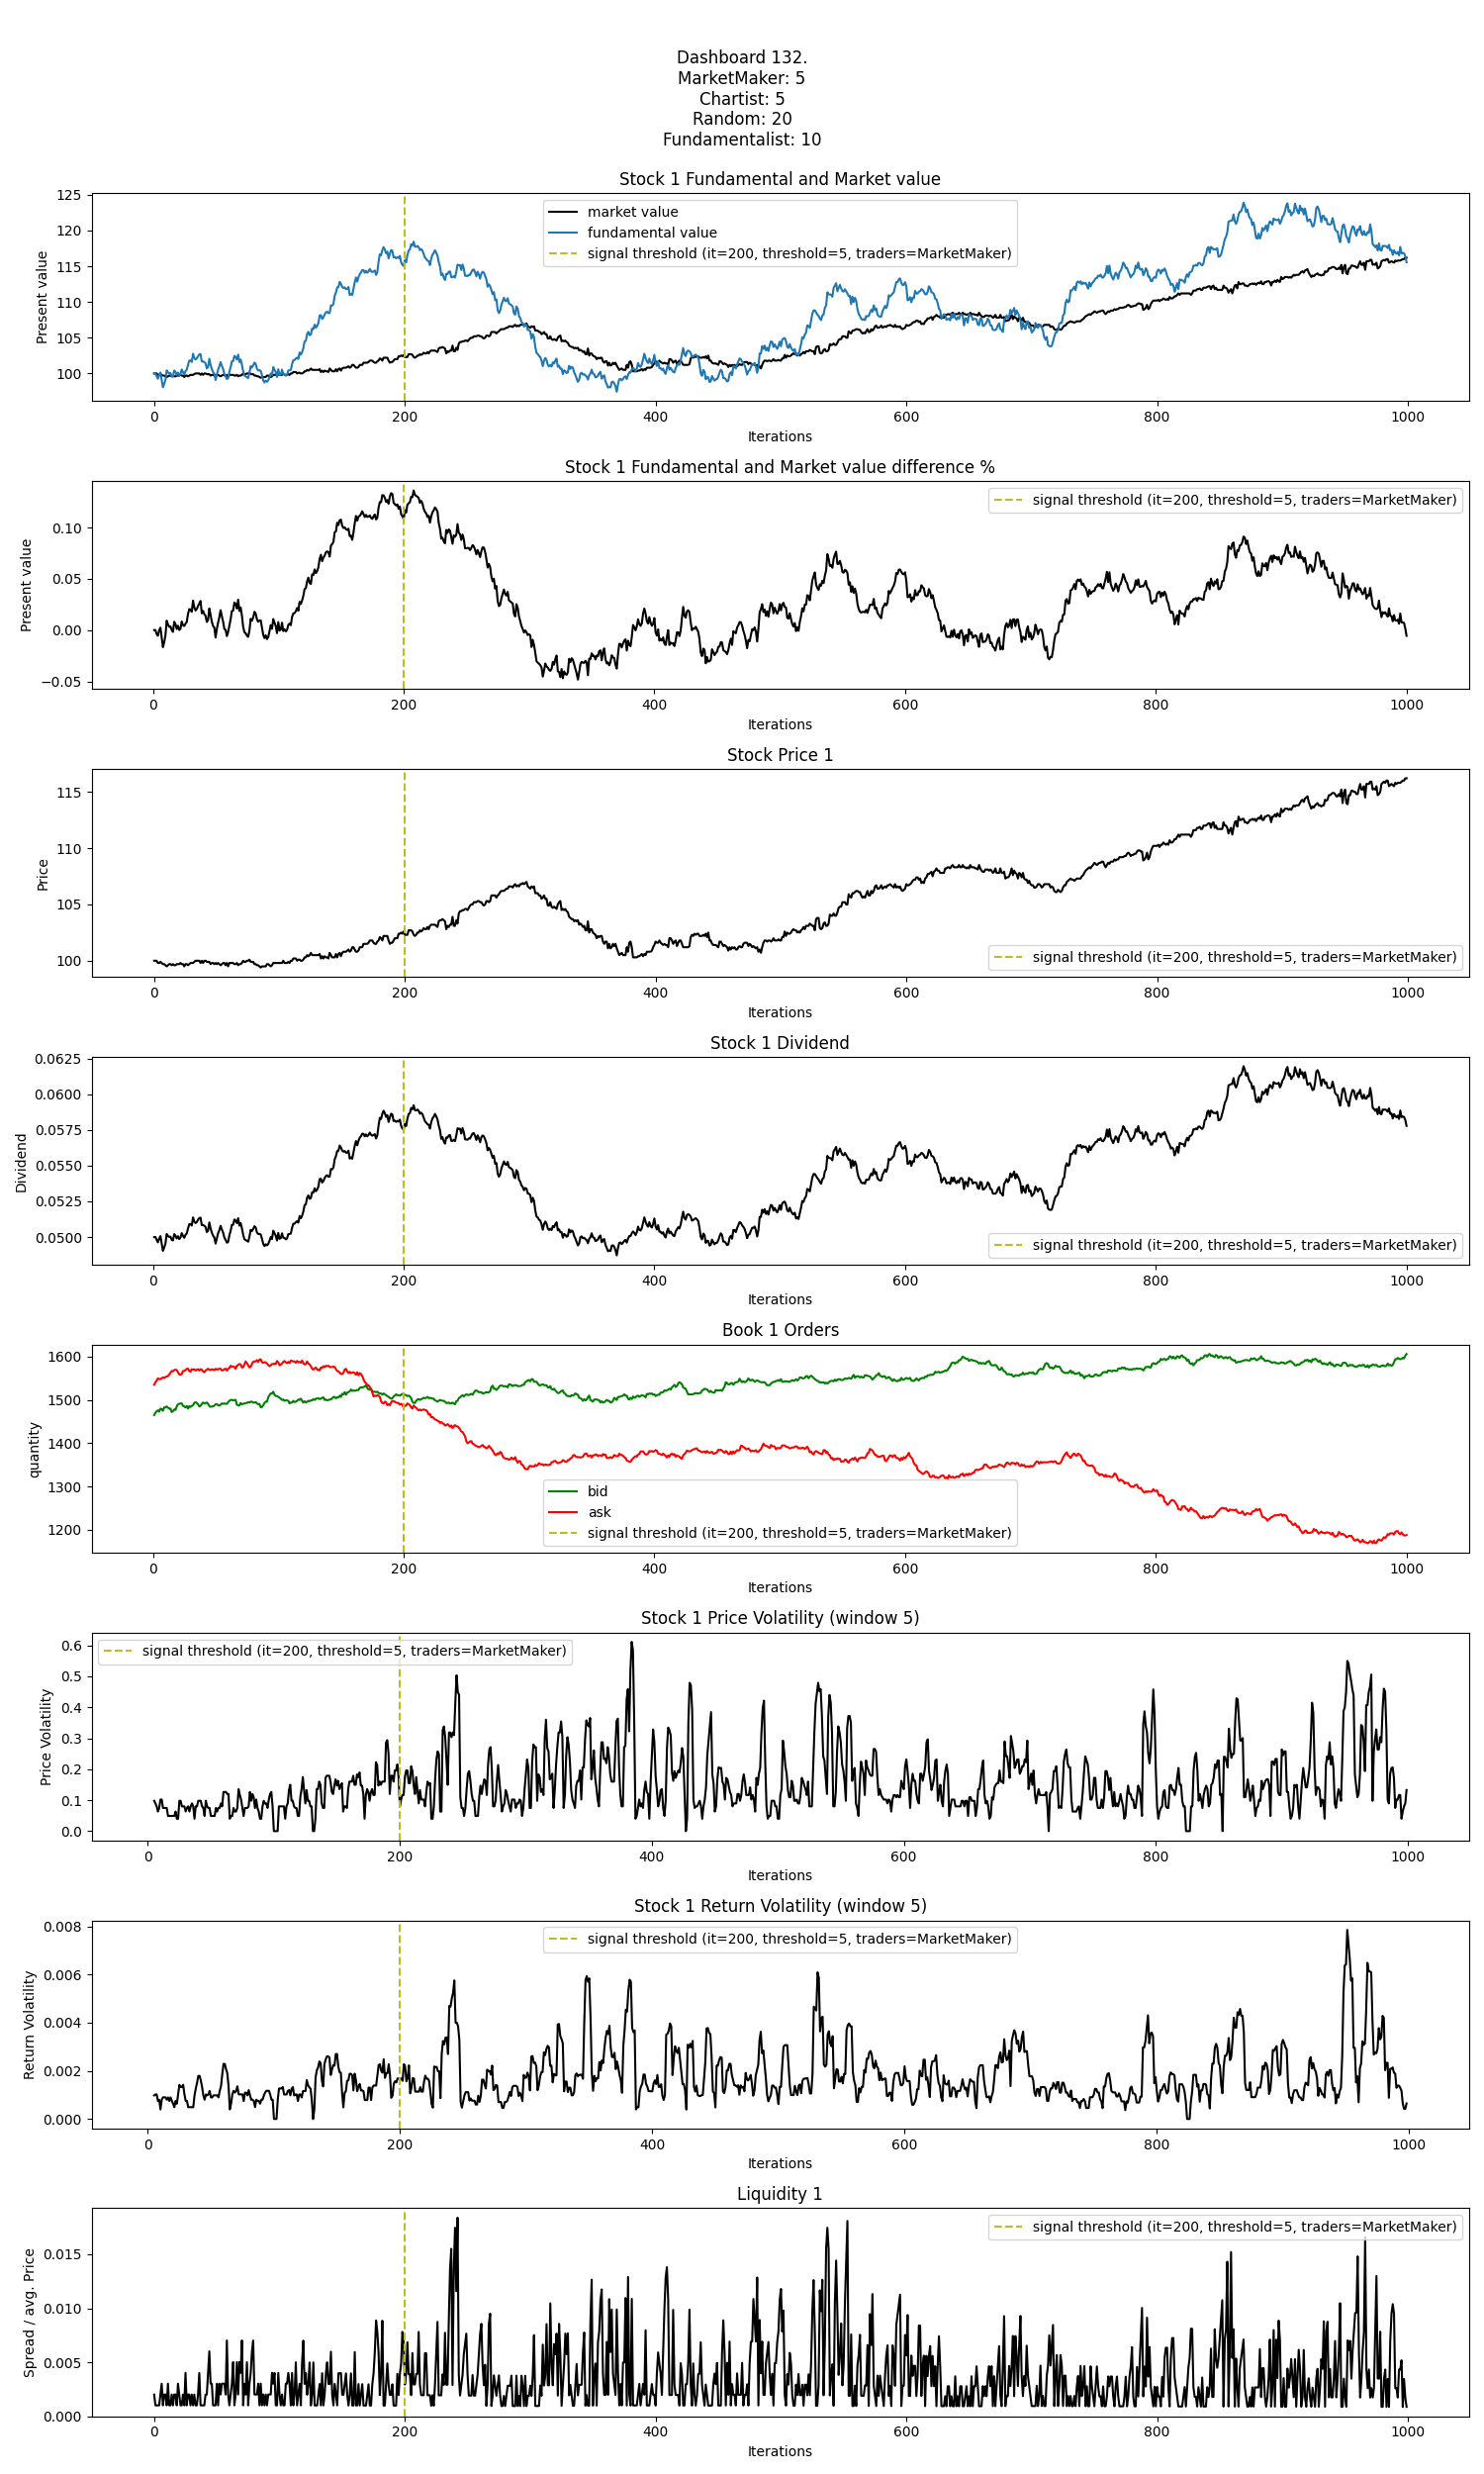 Dashboard 132.
MarketMaker: 5
Chartist: 5
Random: 20
Fundamentalist: 10
Stock 1 Fundamental and Market value
125
120
115
110
105
100
Present value
market value
fundamental value
signal threshold (it=200, threshold=5, traders=MarketMaker)
0 200 400 600 800 1000
Iterations
Stock 1 Fundamental and Market value difference %
0.10
0.05
0.00
−0.05
Present value
signal threshold (it=200, threshold=5, traders=MarketMaker)
0 200 400 600 800 1000
Iterations
Stock Price 1
115
110
105
100
Price
signal threshold (it=200, threshold=5, traders=MarketMaker)
0 200 400 600 800 1000
Iterations
Stock 1 Dividend
0.0625
0.0600
0.0575
0.0550
0.0525
0.0500
Dividend
signal threshold (it=200, threshold=5, traders=MarketMaker)
0 200 400 600 800 1000
Iterations
Book 1 Orders
1600
1500
1400
1300
1200
quantity
bid
ask
signal threshold (it=200, threshold=5, traders=MarketMaker)
0 200 400 600 800 1000
Iterations
Stock 1 Price Volatility (window 5)
0.6
0.5
0.4
0.3
0.2
0.1
0.0
Price Volatility
signal threshold (it=200, threshold=5, traders=MarketMaker)
0 200 400 600 800 1000
Iterations
Stock 1 Return Volatility (window 5)
0.008
0.006
0.004
0.002
0.000
Return Volatility
signal threshold (it=200, threshold=5, traders=MarketMaker)
0 200 400 600 800 1000
Iterations
Liquidity 1
0.015
0.010
0.005
0.000
Spread / avg. Price
signal threshold (it=200, threshold=5, traders=MarketMaker)
0 200 400 600 800 1000
Iterations